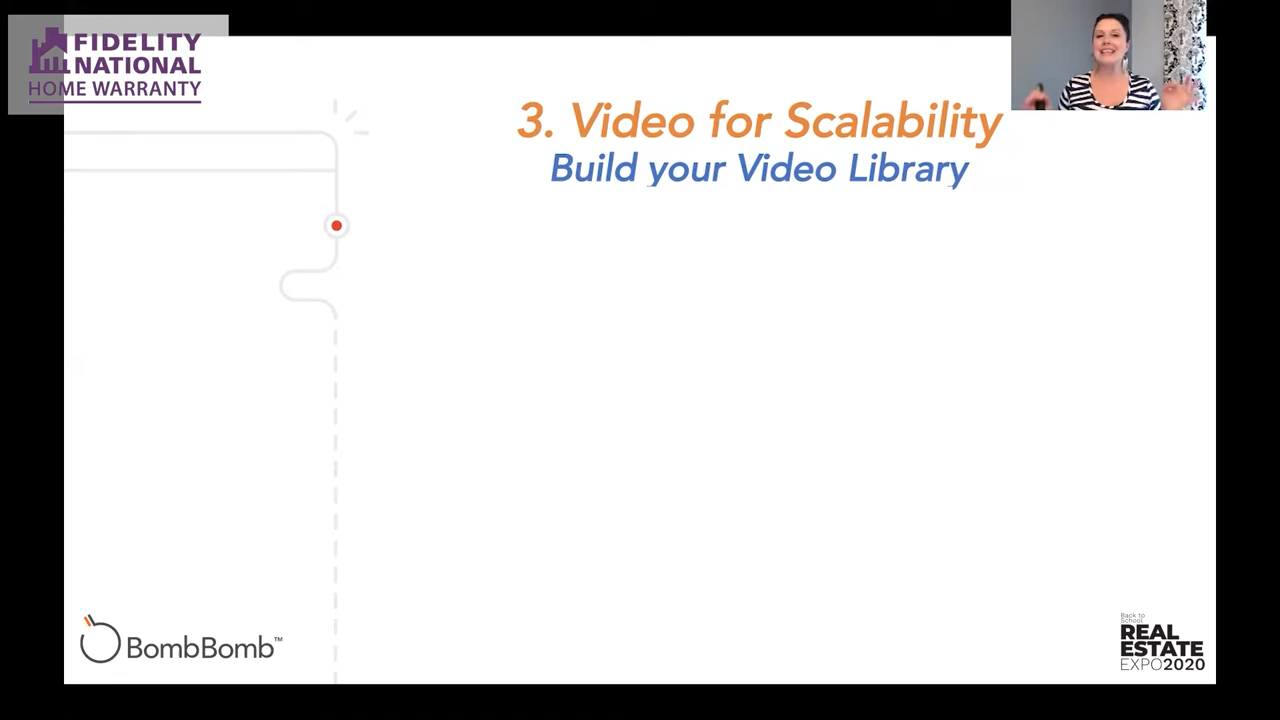 FIDELITY
NATIONAL
HOME WARRANTY
3. Video for Scalability
Build your Video Library
BombBomb™
Back to
School
REAL
ESTATE
EXPO2020